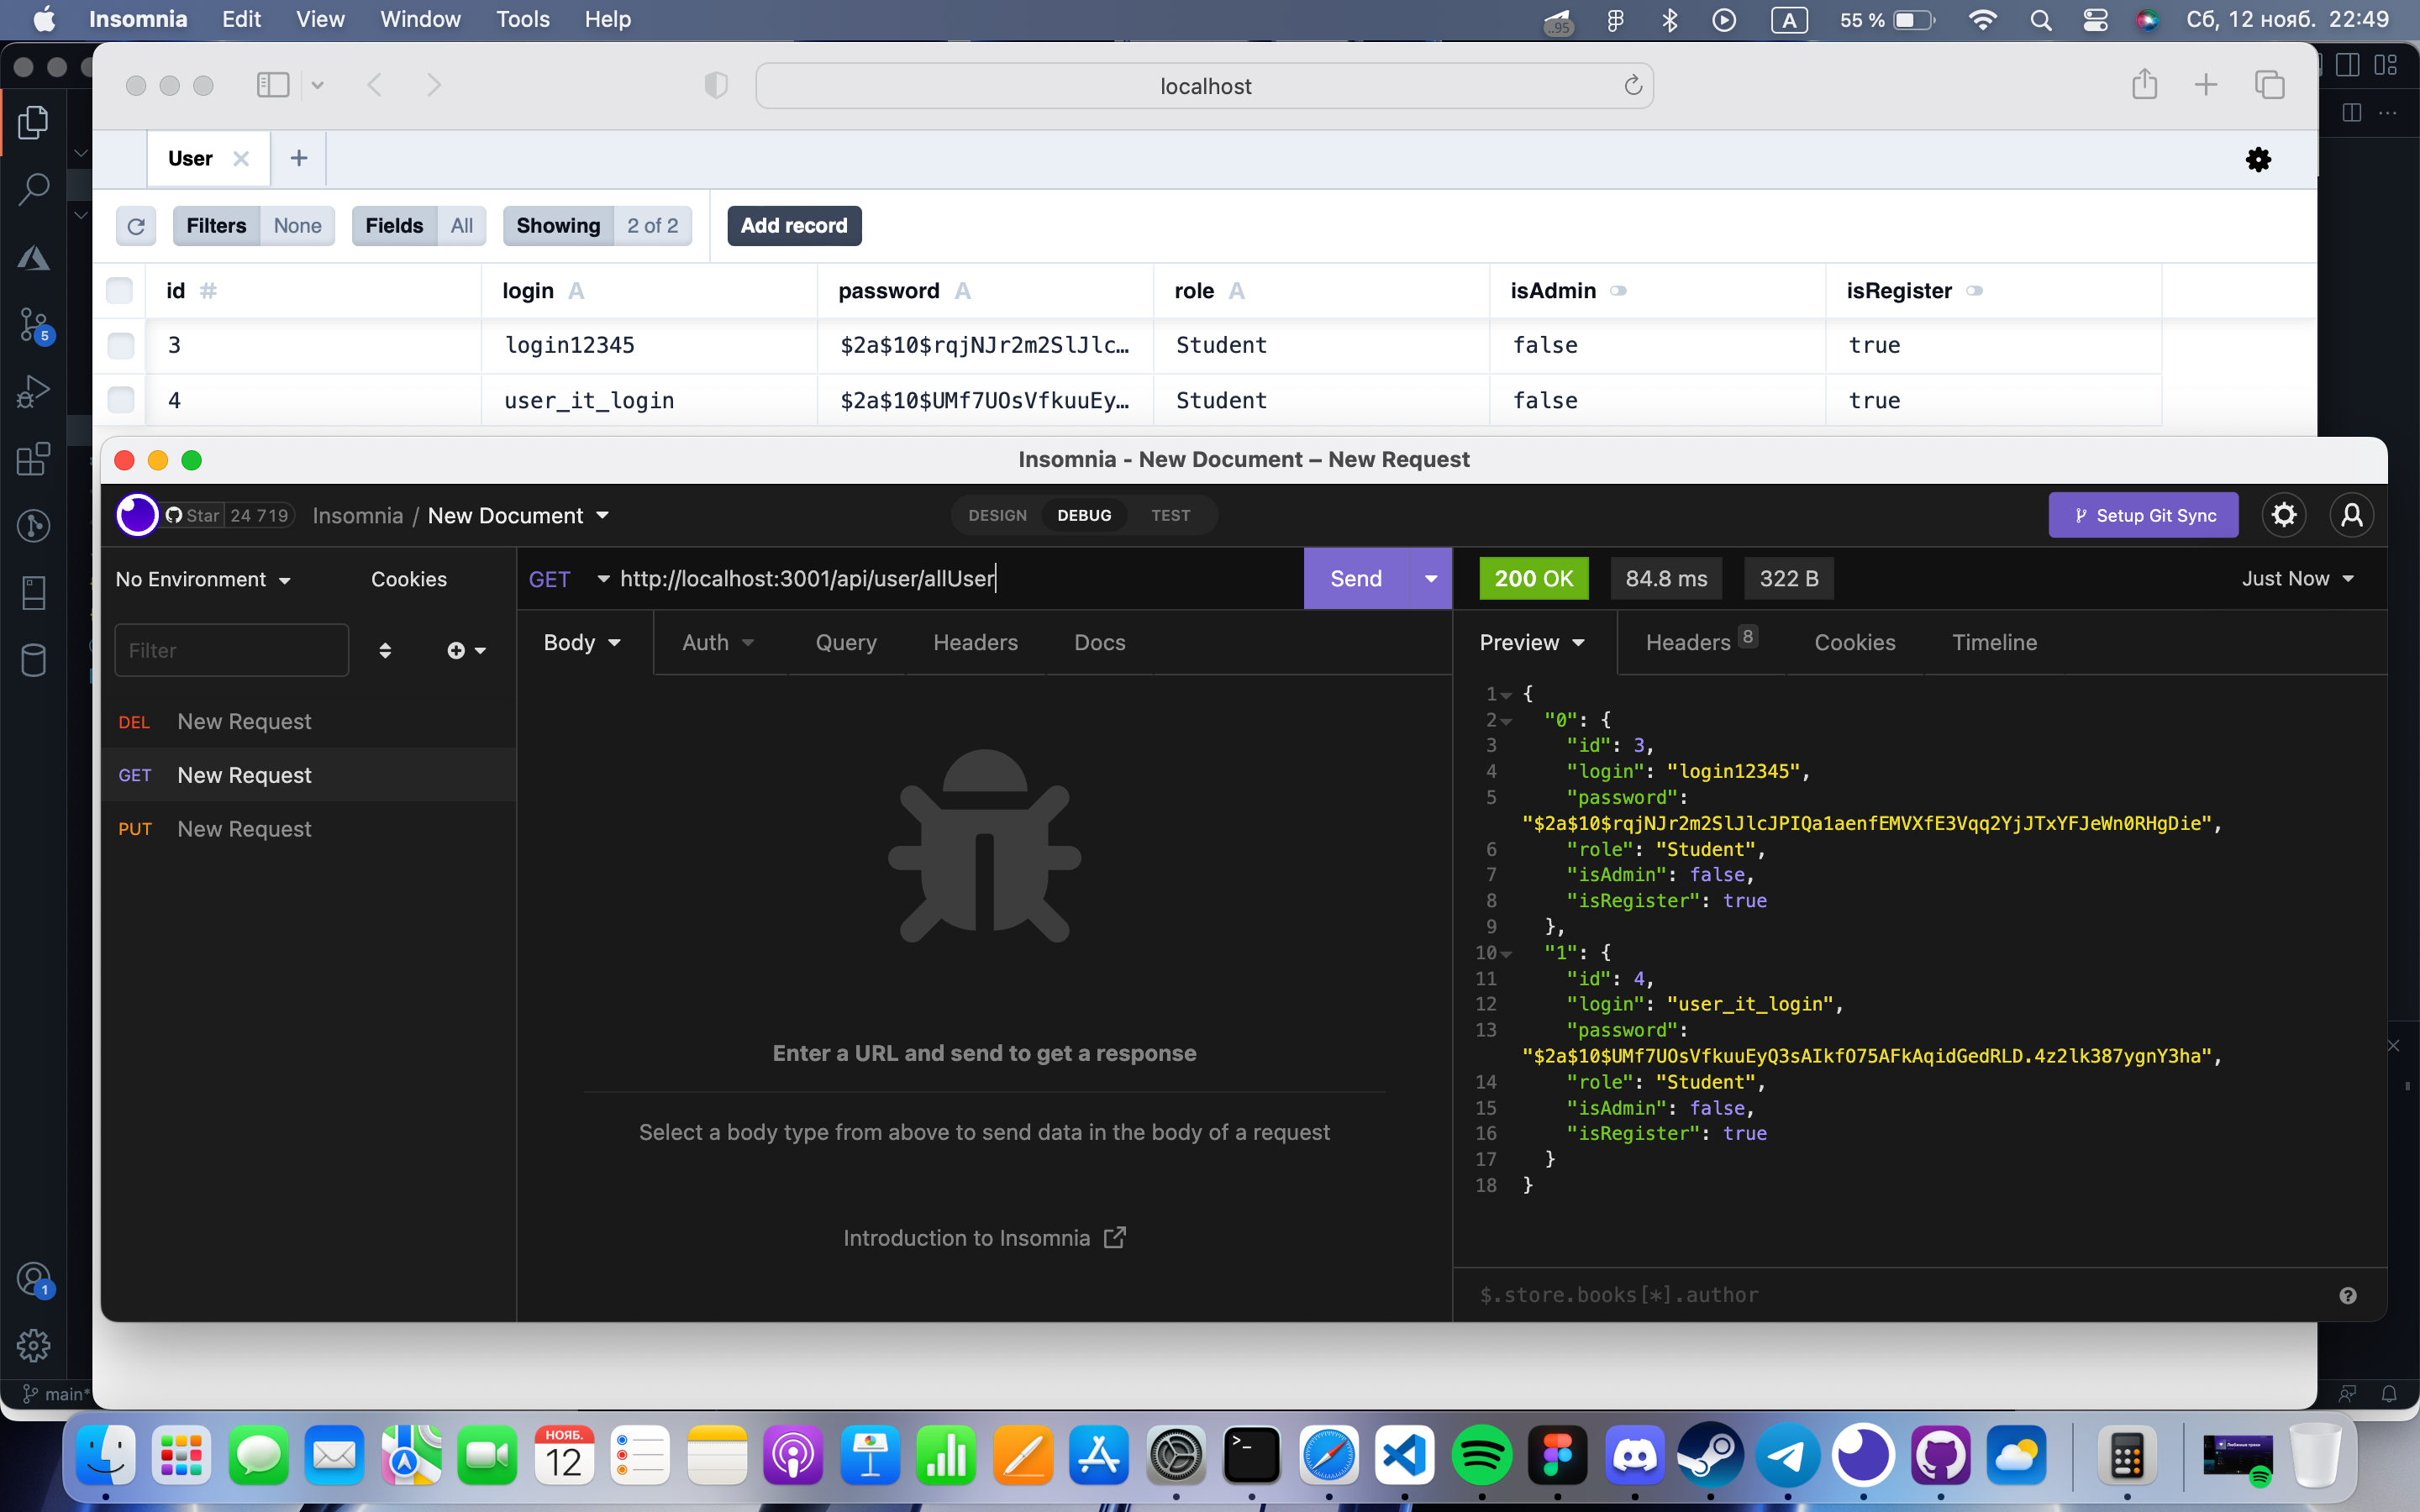 Insomnia Edit View Window Tools Help
..95 A 55 % Сб, 12 нояб. 22:49
localhost
User
Filters None Fields All Showing 2 of 2 Add record
id # login A password A role A isAdmin isRegister
3 login12345 $2a$10$rqjNJr2m2SlJlc… Student false true
4 user_it_login $2a$10$UMf7UOsVfkuuEy… Student false true
Insomnia - New Document – New Request
Star 24 719 Insomnia / New Document DESIGN DEBUG TEST Setup Git Sync
No Environment Cookies GET http://localhost:3001/api/user/allUser Send 200 OK 84.8 ms 322 B Just Now
Filter Body Auth Query Headers Docs Preview Headers 8 Cookies Timeline
DEL New Request
GET New Request
PUT New Request
Enter a URL and send to get a response
Select a body type from above to send data in the body of a request
Introduction to Insomnia
1 {
2 "0": {
3 "id": 3,
4 "login": "login12345",
5 "password":
"$2a$10$rqjNJr2m2SlJlcJPIQa1aenfEMVXfE3Vqq2YjJTxYFJeWn0RHgDie",
6 "role": "Student",
7 "isAdmin": false,
8 "isRegister": true
9 },
10 "1": {
11 "id": 4,
12 "login": "user_it_login",
13 "password":
"$2a$10$UMf7UOsVfkuuEyQ3sAIkfO75AFkAqidGedRLD.4z2lk387ygnY3ha",
14 "role": "Student",
15 "isAdmin": false,
16 "isRegister": true
17 }
18 }
$.store.books[*].author
5
1
main*
НОЯБ.
12